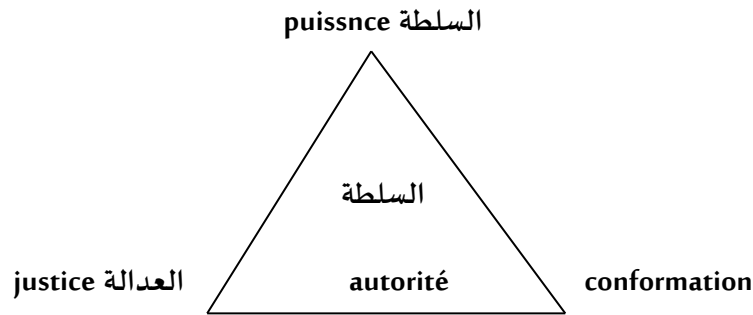 السلطة puissnce
السلطة
العدالة justice
autorité
conformation